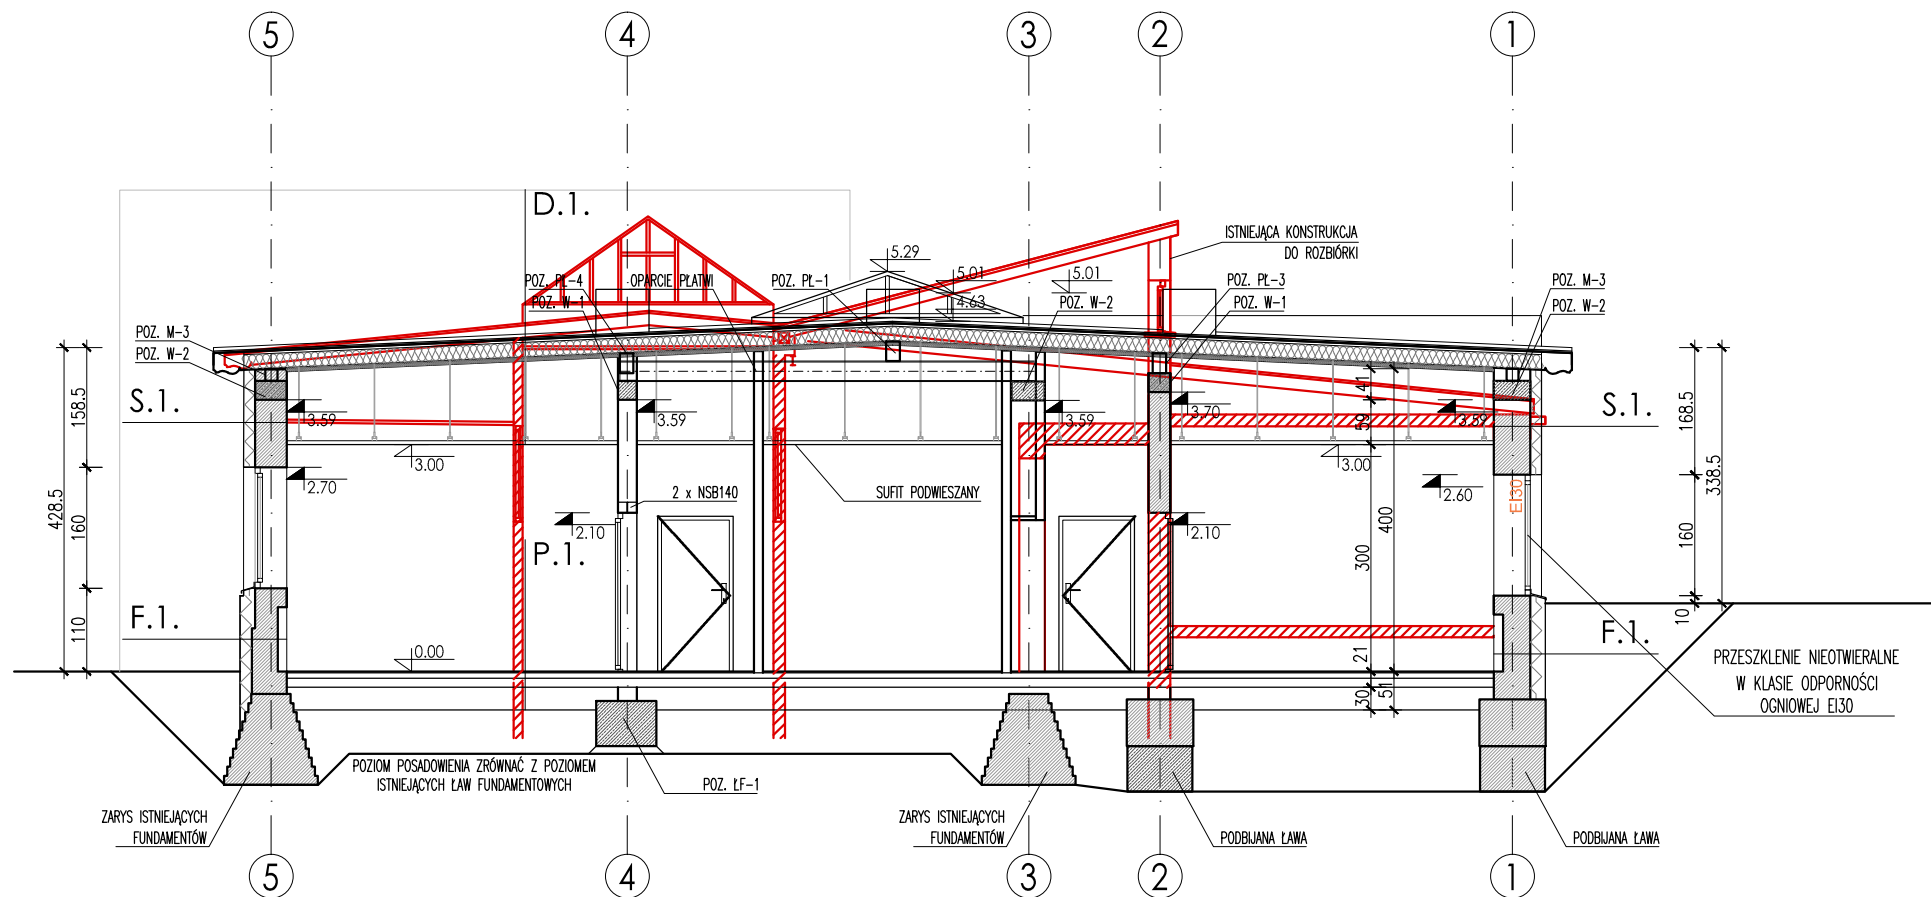 5
4
3
2
1
D.1.
ISTNIEJĄCA KONSTRUKCJA
DO ROZBIÓRKI
5.29
5.01
5.01
4.63
POZ. PŁ-4
OPARCIE PŁATWI
POZ. PŁ-1
POZ. PŁ-3
POZ. M-3
POZ. W-1
POZ. W-2
POZ. W-1
POZ. W-2
POZ. M-3
POZ. W-2
S.1.
S.1.
3.59
3.59
3.59
3.70
3.59
41
59
158.5
168.5
3.00
3.00
2.70
2.60
2 x NSB140
SUFIT PODWIESZANY
EI30
428.5
160
338.5
160
400
300
2.10
2.10
P.1.
F.1.
F.1.
110
10
0.00
21
30
51
PRZESZKLENIE NIEOTWIERALNE
W KLASIE ODPORNOŚCI
OGNIOWEJ EI30
POZIOM POSADOWIENIA ZRÓWNAĆ Z POZIOMEM
ISTNIEJĄCYCH ŁAW FUNDAMENTOWYCH
POZ. ŁF-1
ZARYS ISTNIEJĄCYCH
FUNDAMENTÓW
ZARYS ISTNIEJĄCYCH
FUNDAMENTÓW
PODBIJANA ŁAWA
PODBIJANA ŁAWA
5
4
3
2
1